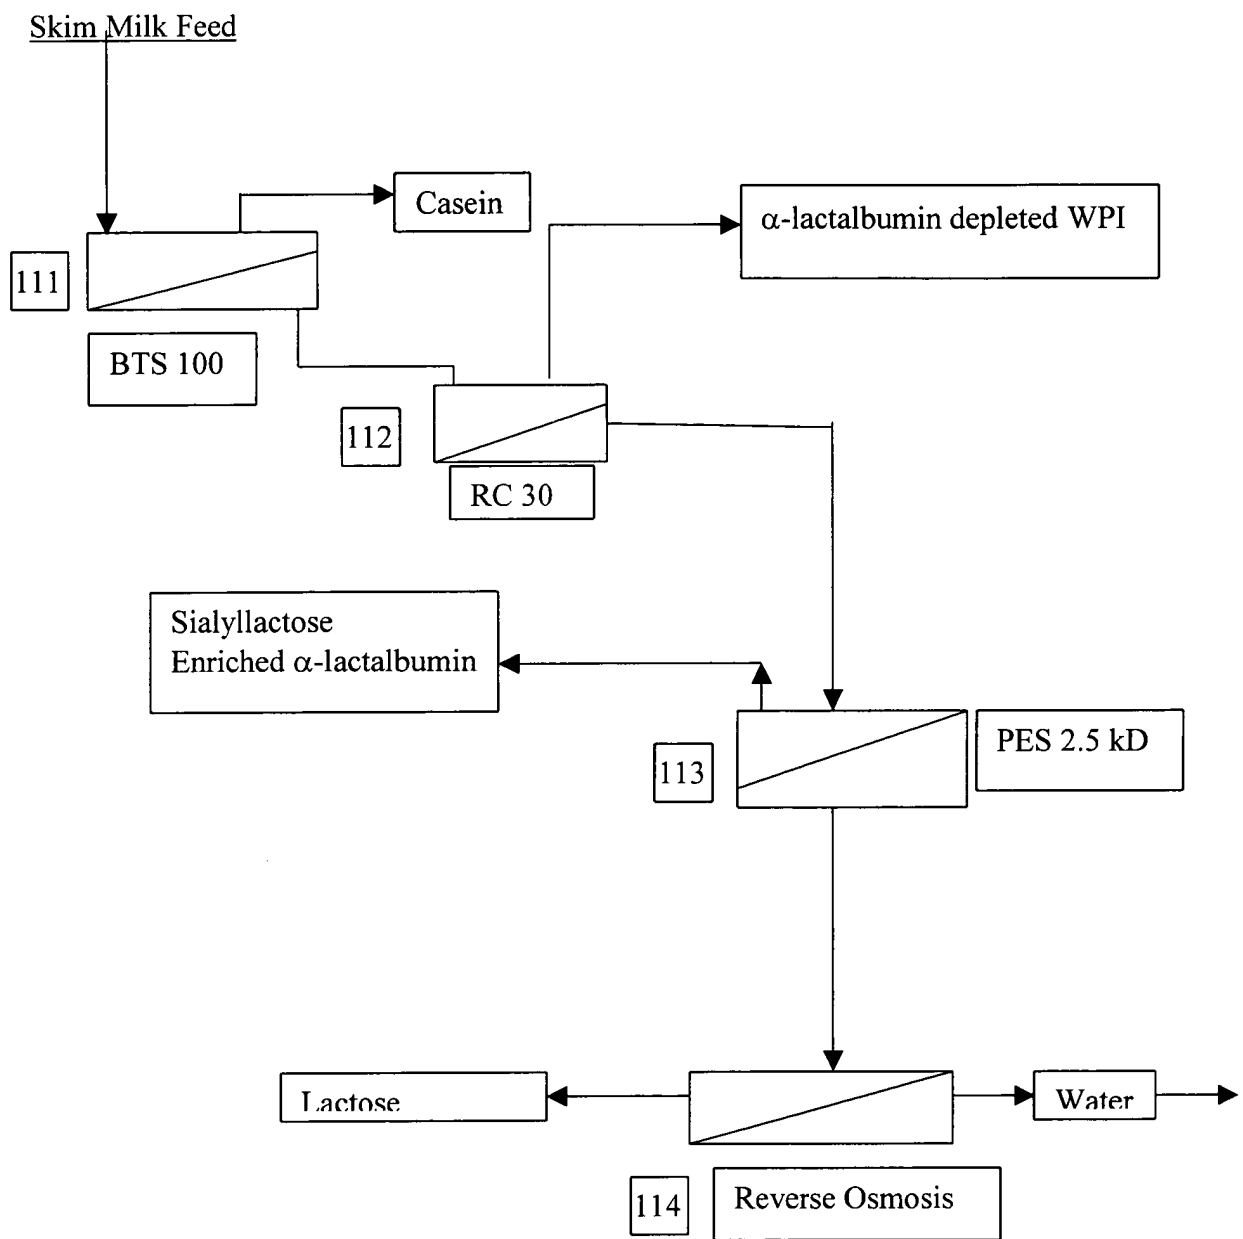 Skim Milk Feed
Casein
α-lactalbumin depleted WPI
111
BTS 100
112
RC 30
Sialyllactose
Enriched α-lactalbumin
PES 2.5 kD
113
Lactose
Water
114
Reverse Osmosis